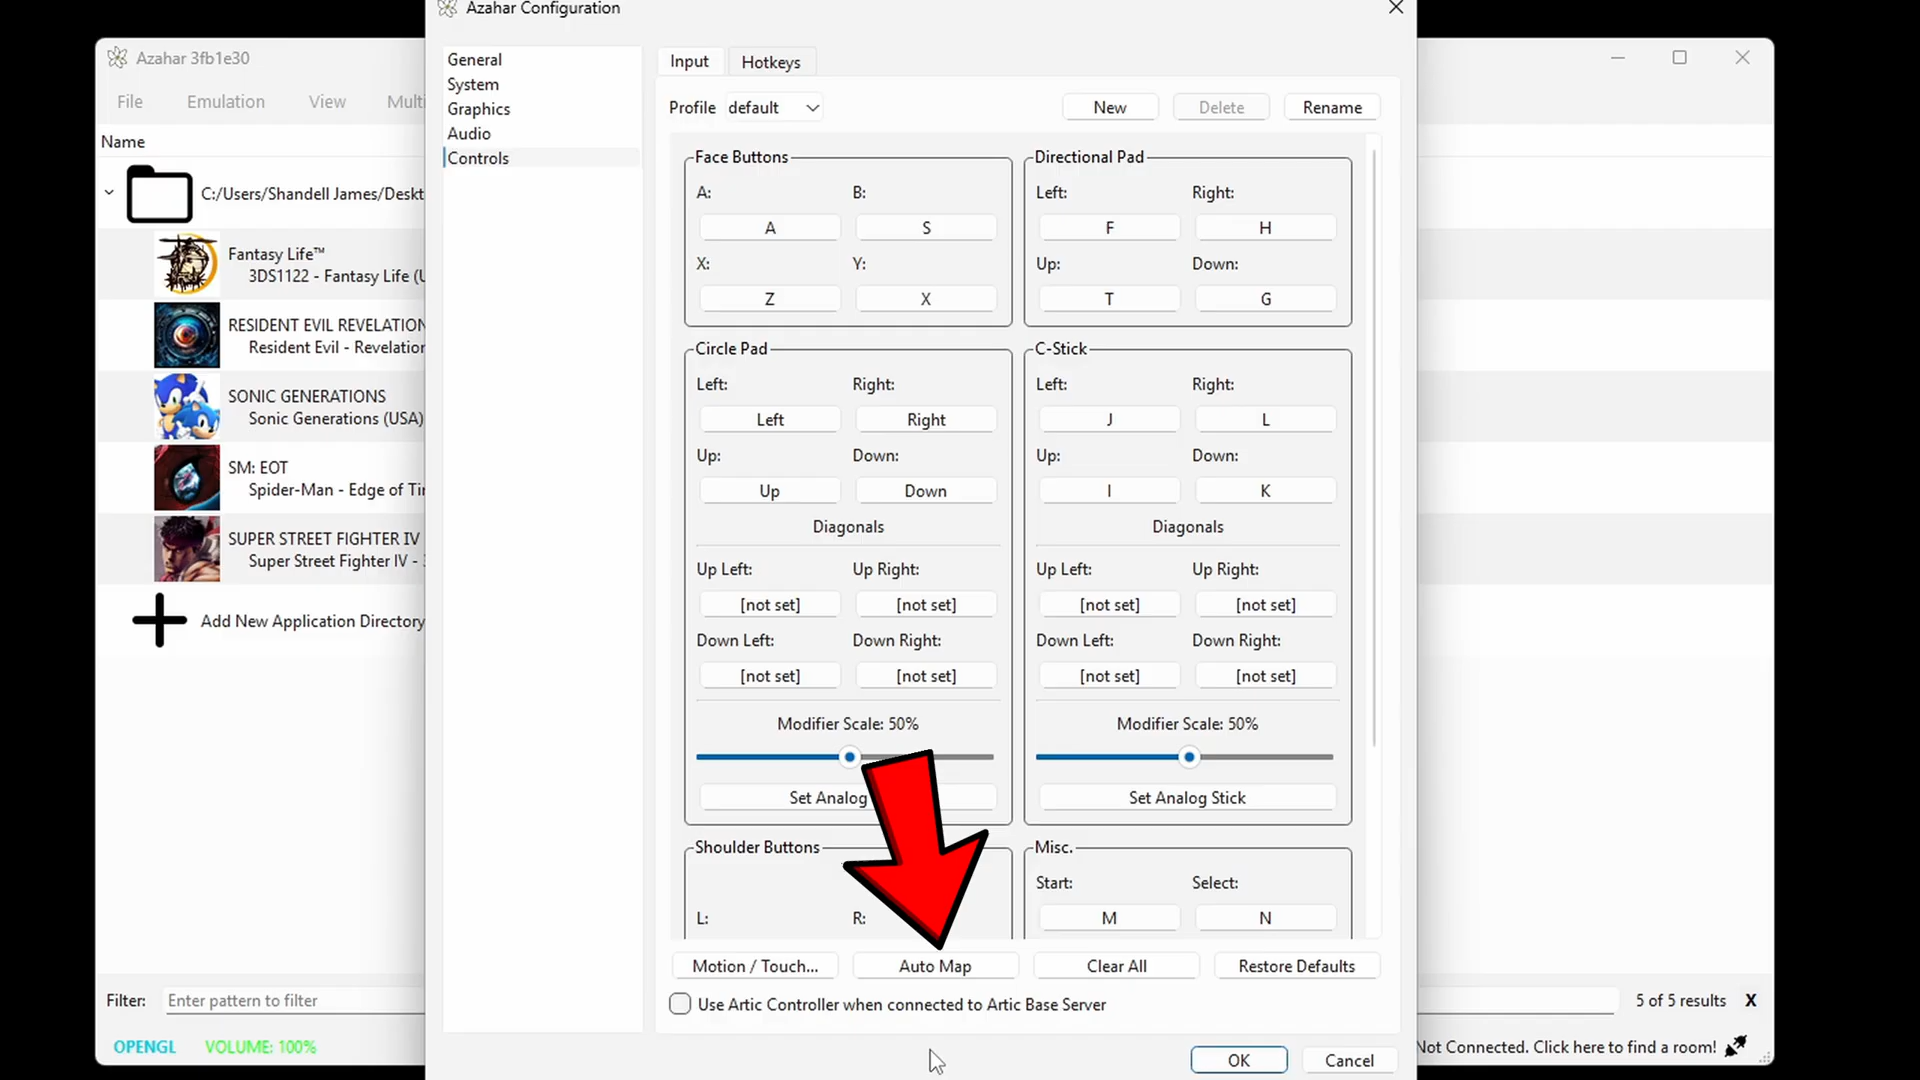 Azahar Configuration
Azahar 3fb1e30
File Emulation View Multi
Name
C:/Users/Shandell James/Deskt
Fantasy Life™
3DS1122 - Fantasy Life (U
RESIDENT EVIL REVELATION
Resident Evil - Revelation
SONIC GENERATIONS
Sonic Generations (USA)
SM: EOT
Spider-Man - Edge of Ti
SUPER STREET FIGHTER IV
Super Street Fighter IV -
Add New Application Directory
Filter: Enter pattern to filter
OPENGL VOLUME: 100%
General
System
Graphics
Audio
Controls
Input Hotkeys
Profile default New Delete Rename
Face Buttons
A: B:
A S
X: Y:
Z X
Directional Pad
Left: Right:
F H
Up: Down:
T G
Circle Pad
Left: Right:
Left Right
Up: Down:
Up Down
Diagonals
Up Left: Up Right:
[not set] [not set]
Down Left: Down Right:
[not set] [not set]
Modifier Scale: 50%
Set Analog
C-Stick
Left: Right:
J L
Up: Down:
I K
Diagonals
Up Left: Up Right:
[not set] [not set]
Down Left: Down Right:
[not set] [not set]
Modifier Scale: 50%
Set Analog Stick
Shoulder Buttons
L: R:
Misc.
Start: Select:
M N
Motion / Touch... Auto Map Clear All Restore Defaults
Use Artic Controller when connected to Artic Base Server
OK Cancel
5 of 5 results X
Not Connected. Click here to find a room!